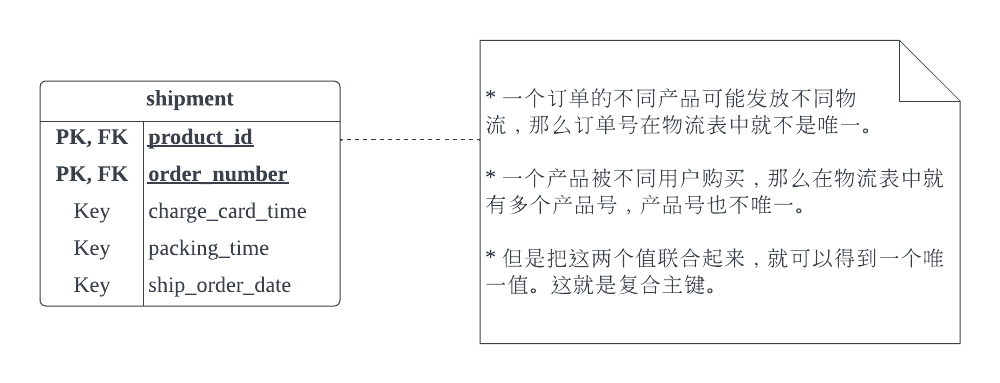 shipment
PK, FK product_id
PK, FK order_number
Key charge_card_time
Key packing_time
Key ship_order_date
* 一个订单的不同产品可能发放不同物
流，那么订单号在物流表中就不是唯一。
* 一个产品被不同用户购买，那么在物流表中就
有多个产品号，产品号也不唯一。
* 但是把这两个值联合起来，就可以得到一个唯
一值。这就是复合主键。